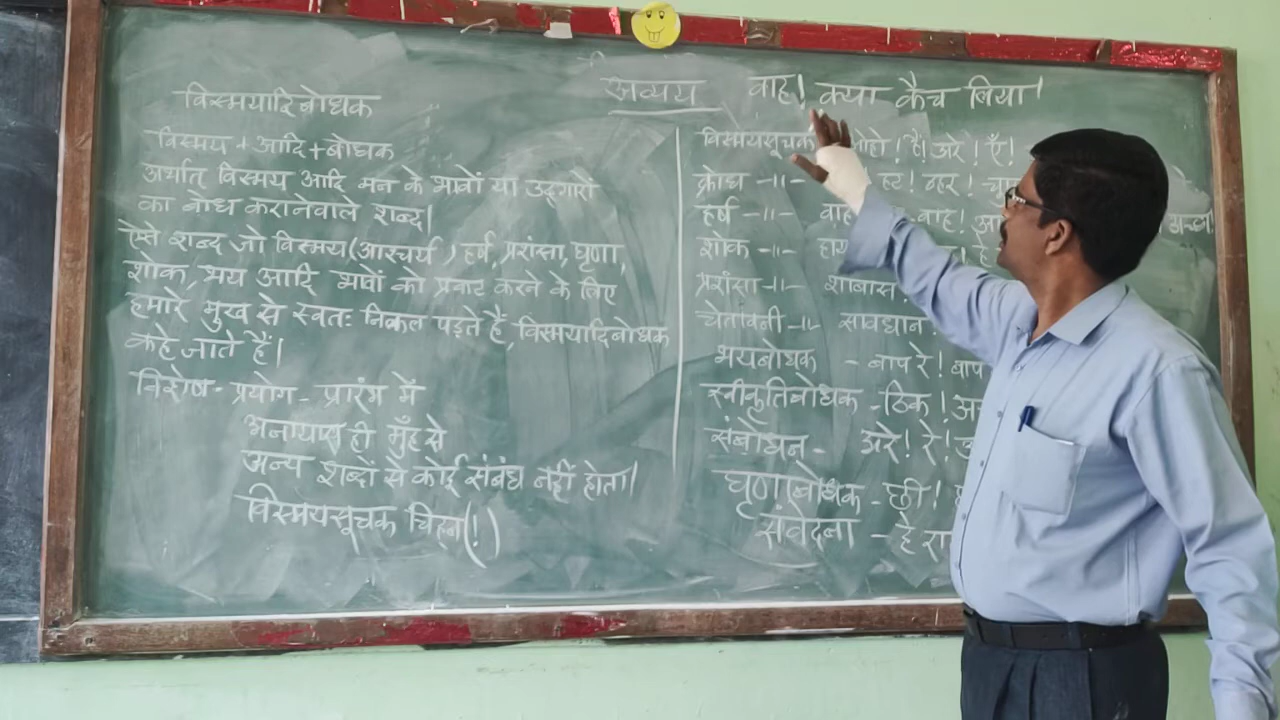 अव्यय वाह! क्या कैच लिया।
विस्मयादिबोधक
विस्मय + आदि + बोधक
अर्थात् विस्मय आदि मन के भावों या उद्गारों
का बोध करानेवाले शब्द।
ऐसे शब्द जो विस्मय (आश्चर्य), हर्ष, प्रशंसा, घृणा,
शोक, भय आदि भावों को प्रकट करने के लिए
हमारे मुख से स्वतः निकल पड़ते हैं, विस्मयादिबोधक
कहे जाते हैं।
विशेष - प्रयोग - प्रारंभ में
अनायास ही मुँह से
अन्य शब्दों से कोई संबंध नहीं होता।
विस्मयसूचक चिह्न (!)
विस्मयसूचक ओहो! हैं! अरे! ऐँ!
क्रोध -॥-
हर्ष -॥- वाह वाह!
शोक -॥- हाय
प्रशंसा -॥- शाबास!
चेतावनी -॥- सावधान!
भयबोधक - बाप रे! बाप
स्वीकृतिबोधक - ठिक!
संबोधन - अरे! रे!
घृणाबोधक - छी!
संवेदना - हे रा